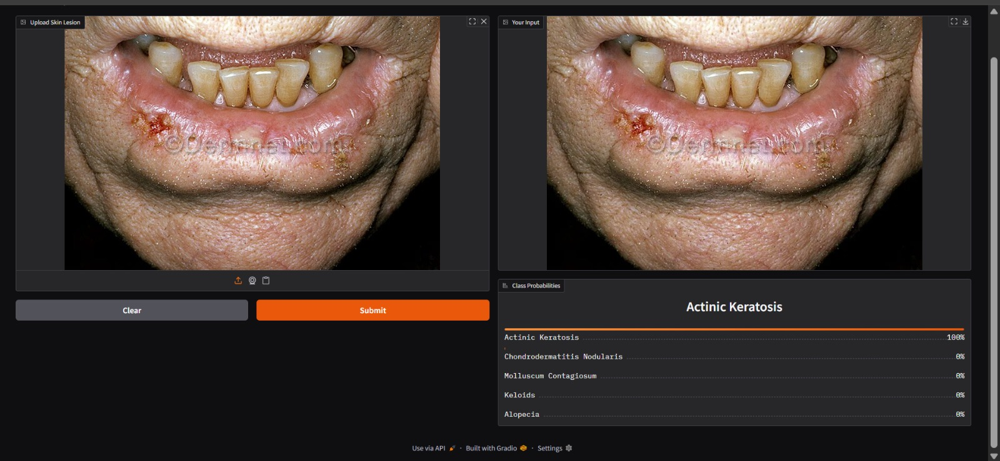 Upload Skin Lesion
Your Input
©Dermnet.com
©Dermnet.com
Clear
Submit
Class Probabilities
Actinic Keratosis
Actinic Keratosis 100%
Chondrodermatitis Nodularis 0%
Molluscum Contagiosum 0%
Keloids 0%
Alopecia 0%
Use via API · Built with Gradio · Settings